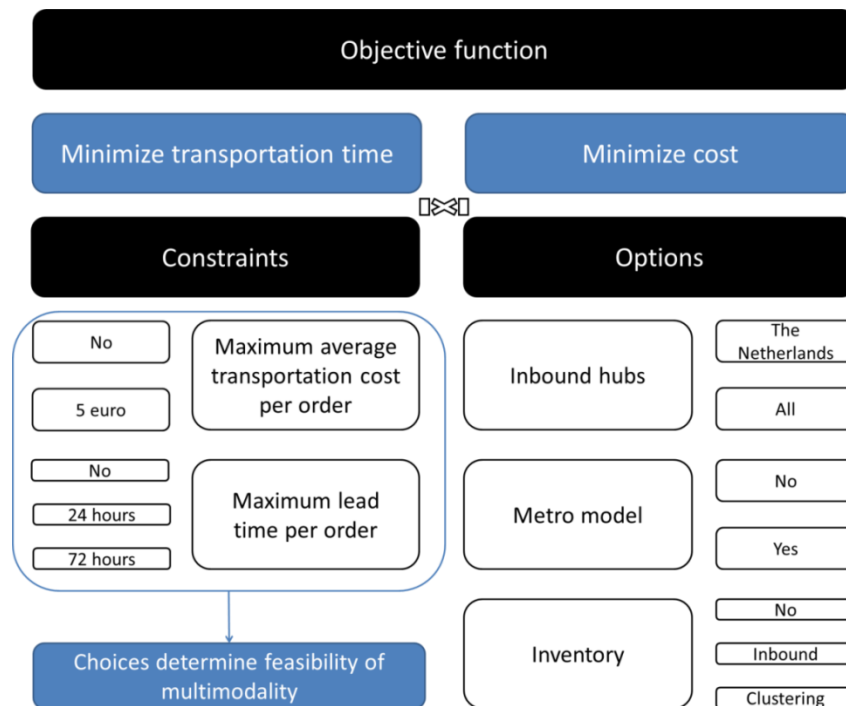 Objective function
Minimize transportation time
Minimize cost
Constraints
Options
No
5 euro
Maximum average
transportation cost
per order
No
24 hours
72 hours
Maximum lead
time per order
Choices determine feasibility of
multimodality
Inbound hubs
The
Netherlands
All
Metro model
No
Yes
Inventory
No
Inbound
Clustering